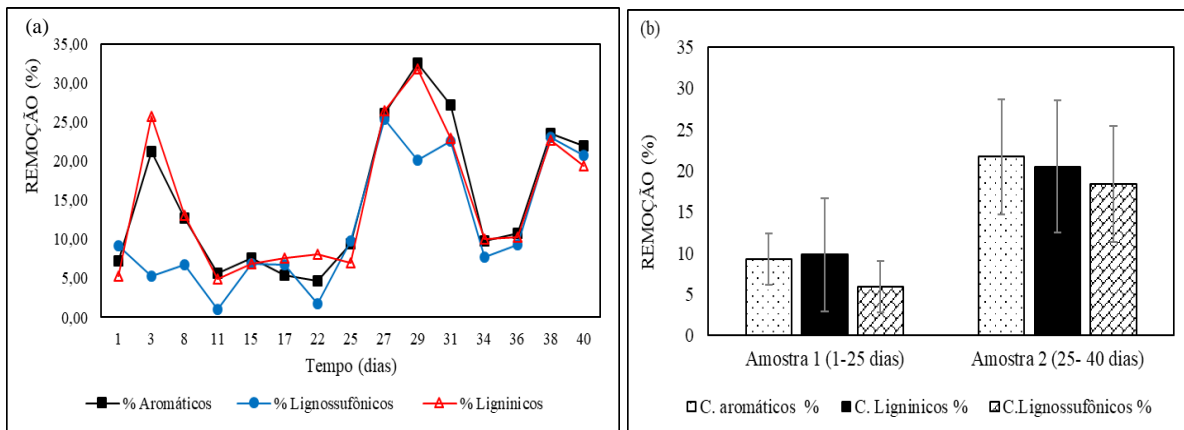 (a)
35,00
30,00
25,00
20,00
15,00
10,00
5,00
0,00
REMOÇÃO (%)
1 3 8 11 15 17 22 25 27 29 31 34 36 38 40
Tempo (dias)
% Aromáticos % Lignossufônicos % Ligninicos
(b)
35
30
25
20
15
10
5
0
REMOÇÃO (%)
Amostra 1 (1-25 dias) Amostra 2 (25- 40 dias)
C. aromáticos % C. Ligninicos % C.Lignossufônicos %